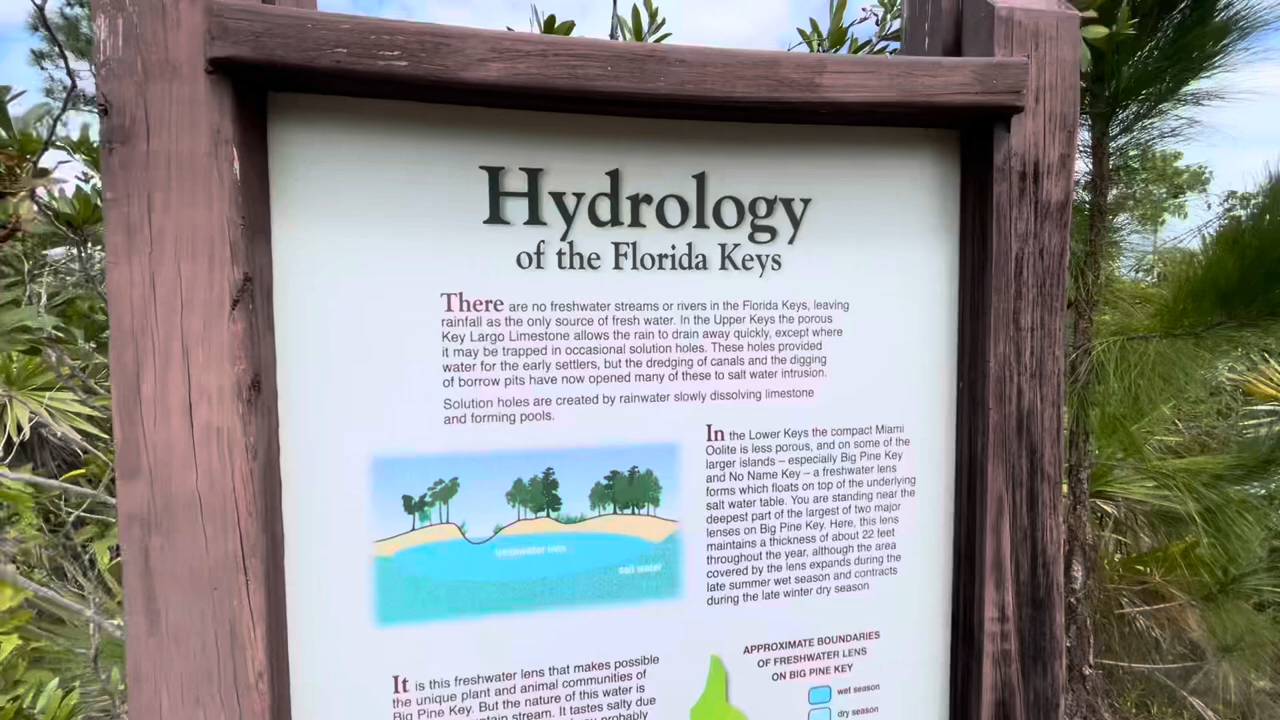 Hydrology
of the Florida Keys
There are no freshwater streams or rivers in the Florida Keys, leaving
rainfall as the only source of fresh water. In the Upper Keys the porous
Key Largo Limestone allows the rain to drain away quickly, except where
it may be trapped in occasional solution holes. These holes provided
water for the early settlers, but the dredging of canals and the digging
of borrow pits have now opened many of these to salt water intrusion.
Solution holes are created by rainwater slowly dissolving limestone
and forming pools.
In the Lower Keys the compact Miami
Oolite is less porous, and on some of the
larger islands – especially Big Pine Key
and No Name Key – a freshwater lens
forms which floats on top of the underlying
salt water table. You are standing near the
deepest part of the largest of two major
lenses on Big Pine Key. Here, this lens
maintains a thickness of about 22 feet
throughout the year, although the area
covered by the lens expands during the
late summer wet season and contracts
during the late winter dry season
freshwater lens
salt water
It is this freshwater lens that makes possible
the unique plant and animal communities of
Big Pine Key. But the nature of this water is
stream. It tastes salty due
probably
APPROXIMATE BOUNDARIES
OF FRESHWATER LENS
ON BIG PINE KEY
wet season
dry season